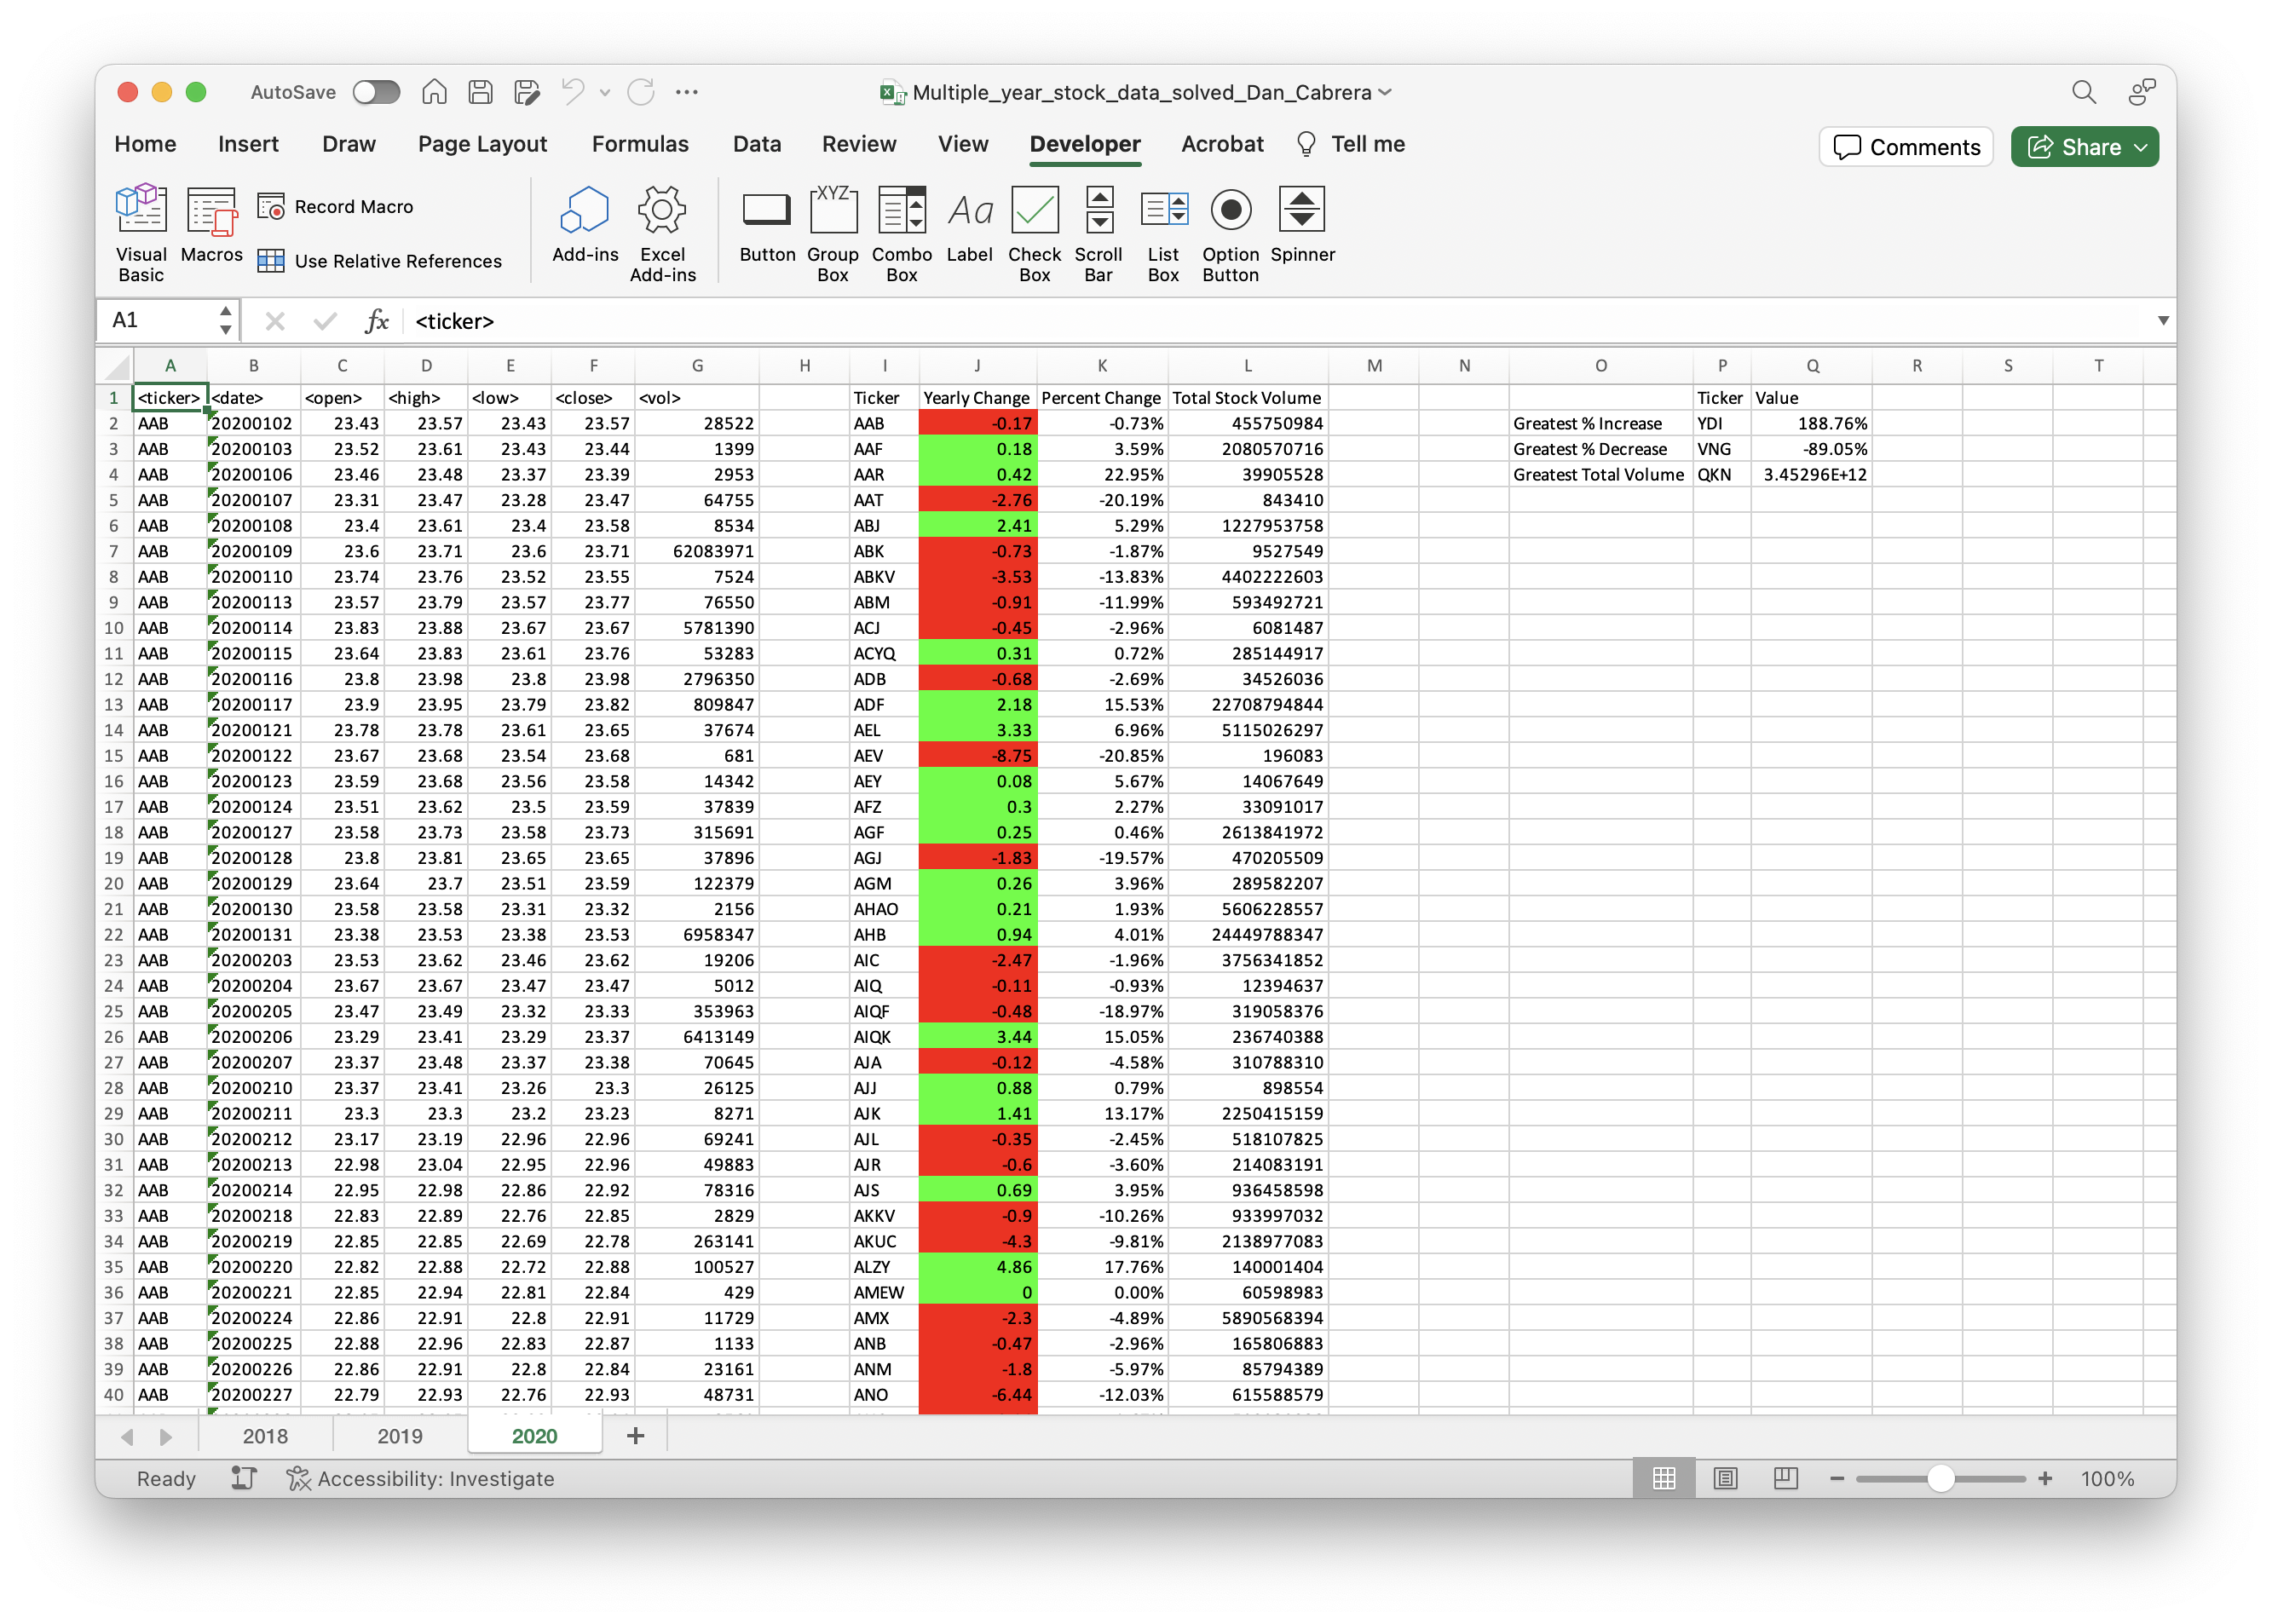 AutoSave
Multiple_year_stock_data_solved_Dan_Cabrera
Home Insert Draw Page Layout Formulas Data Review View Developer Acrobat Tell me Comments Share
Visual Basic Macros Record Macro Use Relative References Add-ins Excel Add-ins Button Group Box Combo Box Label Check Box Scroll Bar List Box Option Button Spinner
XYZ Aa
A1 fx <ticker>
A B C D E F G H I J K L M N O P Q R S T
1 <ticker> <date> <open> <high> <low> <close> <vol> Ticker Yearly Change Percent Change Total Stock Volume Ticker Value
2 AAB 20200102 23.43 23.57 23.43 23.57 28522 AAB -0.17 -0.73% 455750984 Greatest % Increase YDI 188.76%
3 AAB 20200103 23.52 23.61 23.43 23.44 1399 AAF 0.18 3.59% 2080570716 Greatest % Decrease VNG -89.05%
4 AAB 20200106 23.46 23.48 23.37 23.39 2953 AAR 0.42 22.95% 39905528 Greatest Total Volume QKN 3.45296E+12
5 AAB 20200107 23.31 23.47 23.28 23.47 64755 AAT -2.76 -20.19% 843410
6 AAB 20200108 23.4 23.61 23.4 23.58 8534 ABJ 2.41 5.29% 1227953758
7 AAB 20200109 23.6 23.71 23.6 23.71 62083971 ABK -0.73 -1.87% 9527549
8 AAB 20200110 23.74 23.76 23.52 23.55 7524 ABKV -3.53 -13.83% 4402222603
9 AAB 20200113 23.57 23.79 23.57 23.77 76550 ABM -0.91 -11.99% 593492721
10 AAB 20200114 23.83 23.88 23.67 23.67 5781390 ACJ -0.45 -2.96% 6081487
11 AAB 20200115 23.64 23.83 23.61 23.76 53283 ACYQ 0.31 0.72% 285144917
12 AAB 20200116 23.8 23.98 23.8 23.98 2796350 ADB -0.68 -2.69% 34526036
13 AAB 20200117 23.9 23.95 23.79 23.82 809847 ADF 2.18 15.53% 22708794844
14 AAB 20200121 23.78 23.78 23.61 23.65 37674 AEL 3.33 6.96% 5115026297
15 AAB 20200122 23.67 23.68 23.54 23.68 681 AEV -8.75 -20.85% 196083
16 AAB 20200123 23.59 23.68 23.56 23.58 14342 AEY 0.08 5.67% 14067649
17 AAB 20200124 23.51 23.62 23.5 23.59 37839 AFZ 0.3 2.27% 33091017
18 AAB 20200127 23.58 23.73 23.58 23.73 315691 AGF 0.25 0.46% 2613841972
19 AAB 20200128 23.8 23.81 23.65 23.65 37896 AGJ -1.83 -19.57% 470205509
20 AAB 20200129 23.64 23.7 23.51 23.59 122379 AGM 0.26 3.96% 289582207
21 AAB 20200130 23.58 23.58 23.31 23.32 2156 AHAO 0.21 1.93% 5606228557
22 AAB 20200131 23.38 23.53 23.38 23.53 6958347 AHB 0.94 4.01% 24449788347
23 AAB 20200203 23.53 23.62 23.46 23.62 19206 AIC -2.47 -1.96% 3756341852
24 AAB 20200204 23.67 23.67 23.47 23.47 5012 AIQ -0.11 -0.93% 12394637
25 AAB 20200205 23.47 23.49 23.32 23.33 353963 AIQF -0.48 -18.97% 319058376
26 AAB 20200206 23.29 23.41 23.29 23.37 6413149 AIQK 3.44 15.05% 236740388
27 AAB 20200207 23.37 23.48 23.37 23.38 70645 AJA -0.12 -4.58% 310788310
28 AAB 20200210 23.37 23.41 23.26 23.3 26125 AJJ 0.88 0.79% 898554
29 AAB 20200211 23.3 23.3 23.2 23.23 8271 AJK 1.41 13.17% 2250415159
30 AAB 20200212 23.17 23.19 22.96 22.96 69241 AJL -0.35 -2.45% 518107825
31 AAB 20200213 22.98 23.04 22.95 22.96 49883 AJR -0.6 -3.60% 214083191
32 AAB 20200214 22.95 22.98 22.86 22.92 78316 AJS 0.69 3.95% 936458598
33 AAB 20200218 22.83 22.89 22.76 22.85 2829 AKKV -0.9 -10.26% 933997032
34 AAB 20200219 22.85 22.85 22.69 22.78 263141 AKUC -4.3 -9.81% 2138977083
35 AAB 20200220 22.82 22.88 22.72 22.88 100527 ALZY 4.86 17.76% 140001404
36 AAB 20200221 22.85 22.94 22.81 22.84 429 AMEW 0 0.00% 60598983
37 AAB 20200224 22.86 22.91 22.8 22.91 11729 AMX -2.3 -4.89% 5890568394
38 AAB 20200225 22.88 22.96 22.83 22.87 1133 ANB -0.47 -2.96% 165806883
39 AAB 20200226 22.86 22.91 22.8 22.84 23161 ANM -1.8 -5.97% 85794389
40 AAB 20200227 22.79 22.93 22.76 22.93 48731 ANO -6.44 -12.03% 615588579
2018 2019 2020
Ready Accessibility: Investigate 100%